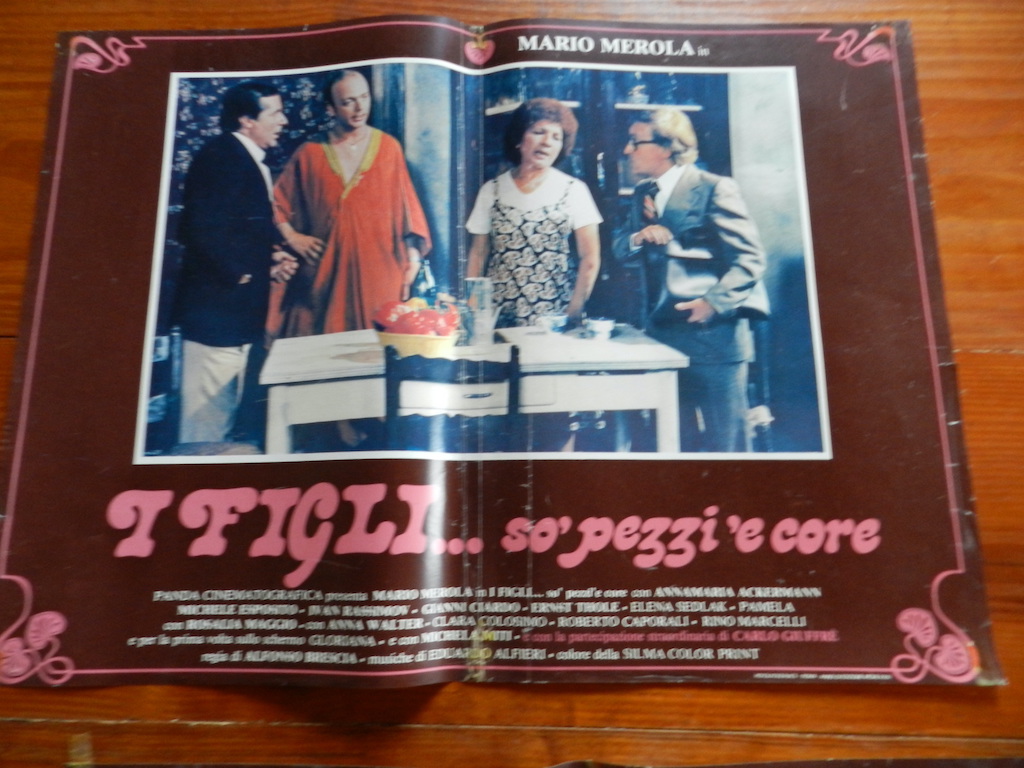 MARIO MEROLA in
I FIGLI... so' pezzi 'e core
PANDA CINEMATOGRAFICA presenta MARIO MEROLA in I FIGLI... so' pezzi'e core con ANNAMARIA ACKERMANN
MICHELE ESPOSITO - IVAN RASSIMOV - GIANNI CIARDO - ERNST THOLE - ELENA SEDLAK - PAMELA
con ROSALIA MAGGIO - con ANNA WALTER - CLARA COLOSIMO - ROBERTO CAPORALI - RINO MARCELLI
e per la prima volta sullo schermo GLORIANA - e con MICHELA MITI - e con la partecipazione straordinaria di CARLO GIUFFRÈ
regia di ALFONSO BRESCIA - musiche di EDUARDO ALFIERI - colore della SILMA COLOR PRINT